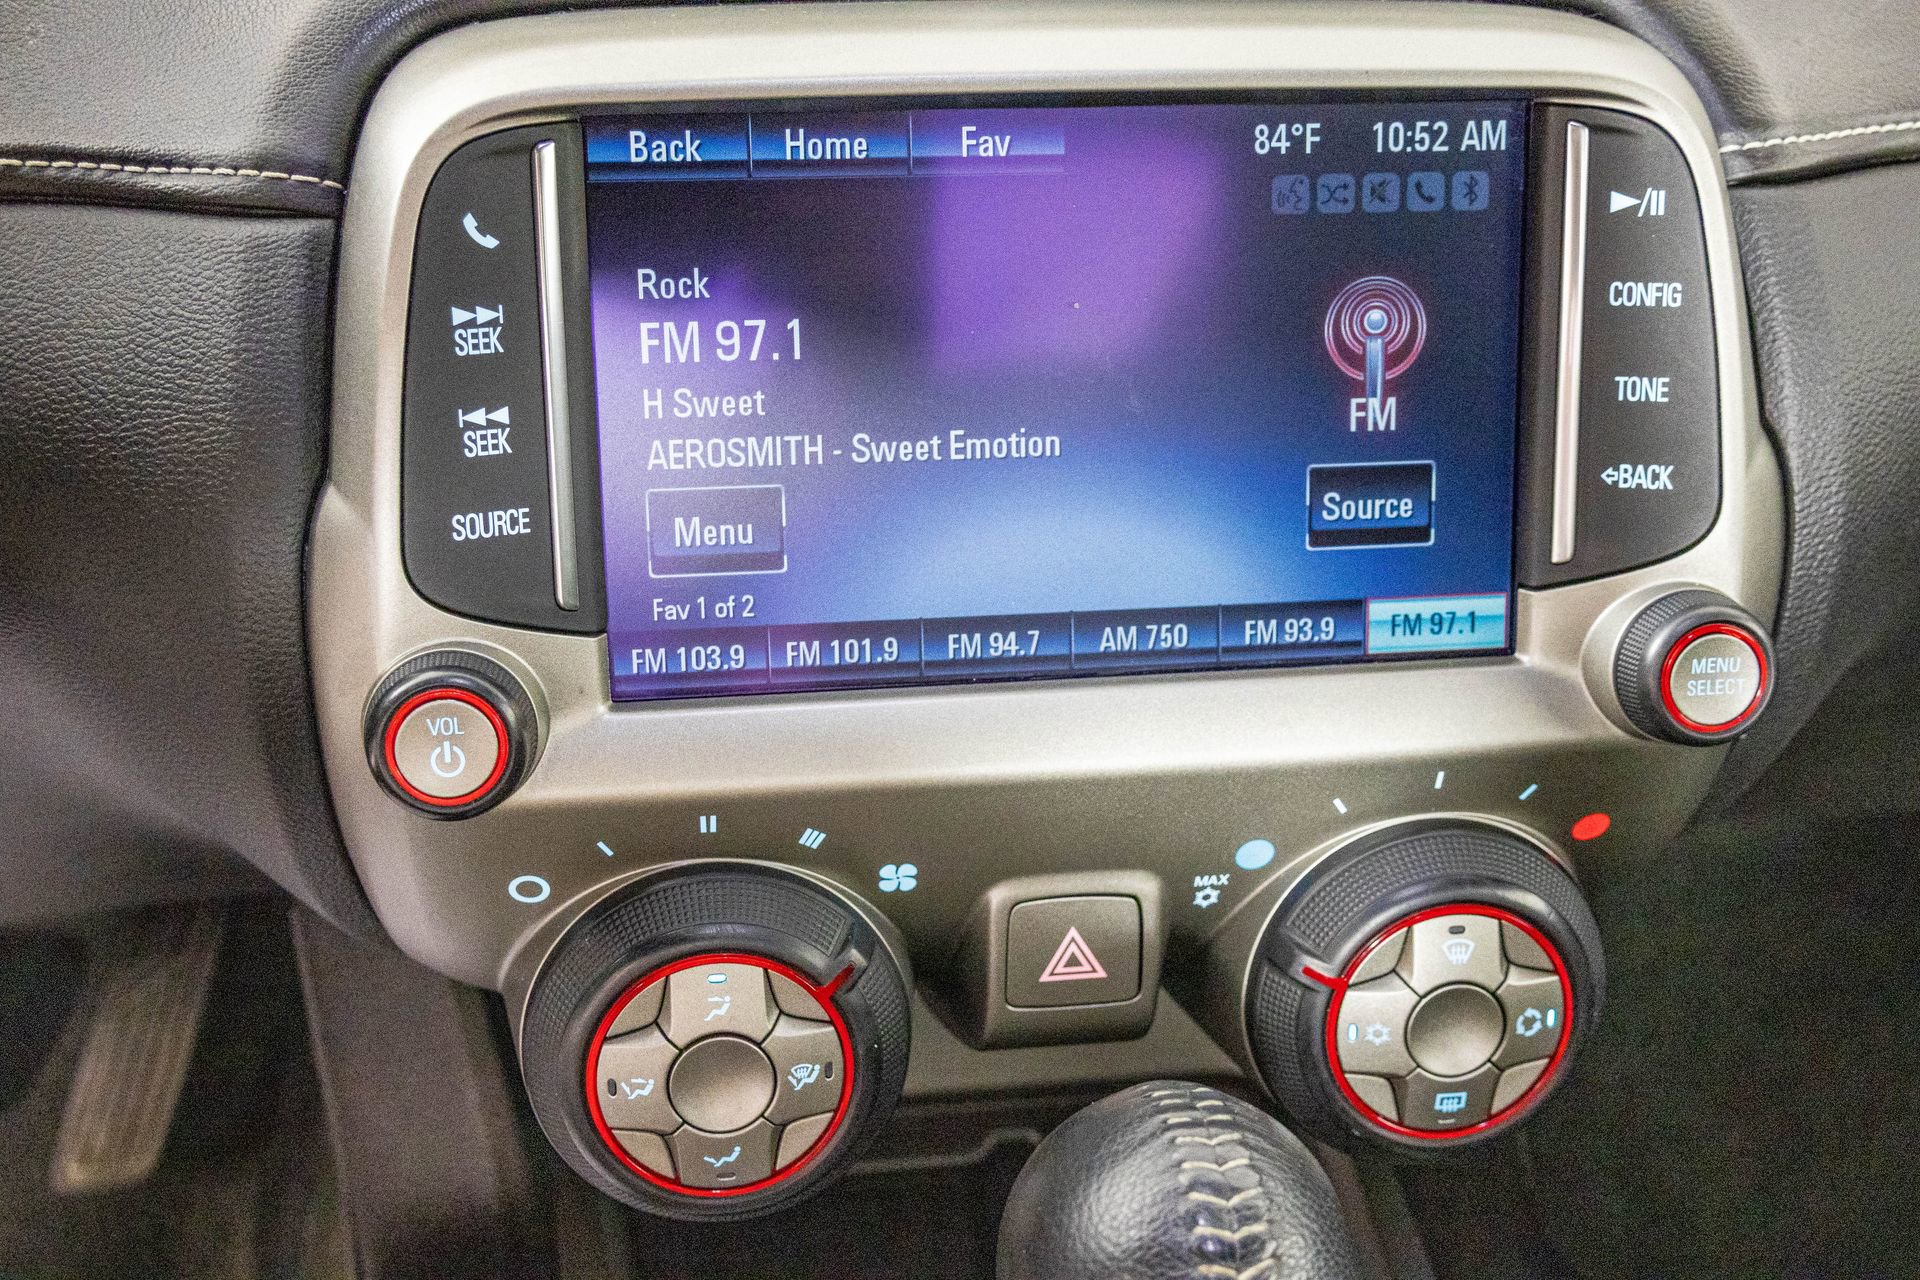 Back Home Fav 84°F 10:52 AM
Rock
FM 97.1
H Sweet
AEROSMITH - Sweet Emotion
FM
Menu
Source
Fav 1 of 2
FM 103.9 FM 101.9 FM 94.7 AM 750 FM 93.9 FM 97.1
SEEK
SEEK
SOURCE
CONFIG
TONE
BACK
VOL
MENU
SELECT
MAX